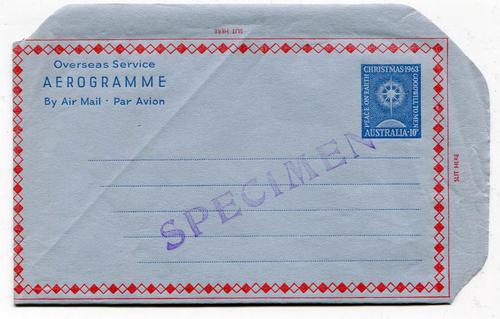 SLIT HERE
Overseas Service
AEROGRAMME
By Air Mail · Par Avion
CHRISTMAS 1963
PEACE ON EARTH
GOODWILL TO MEN
AUSTRALIA·10D
SPECIMEN
SLIT HERE